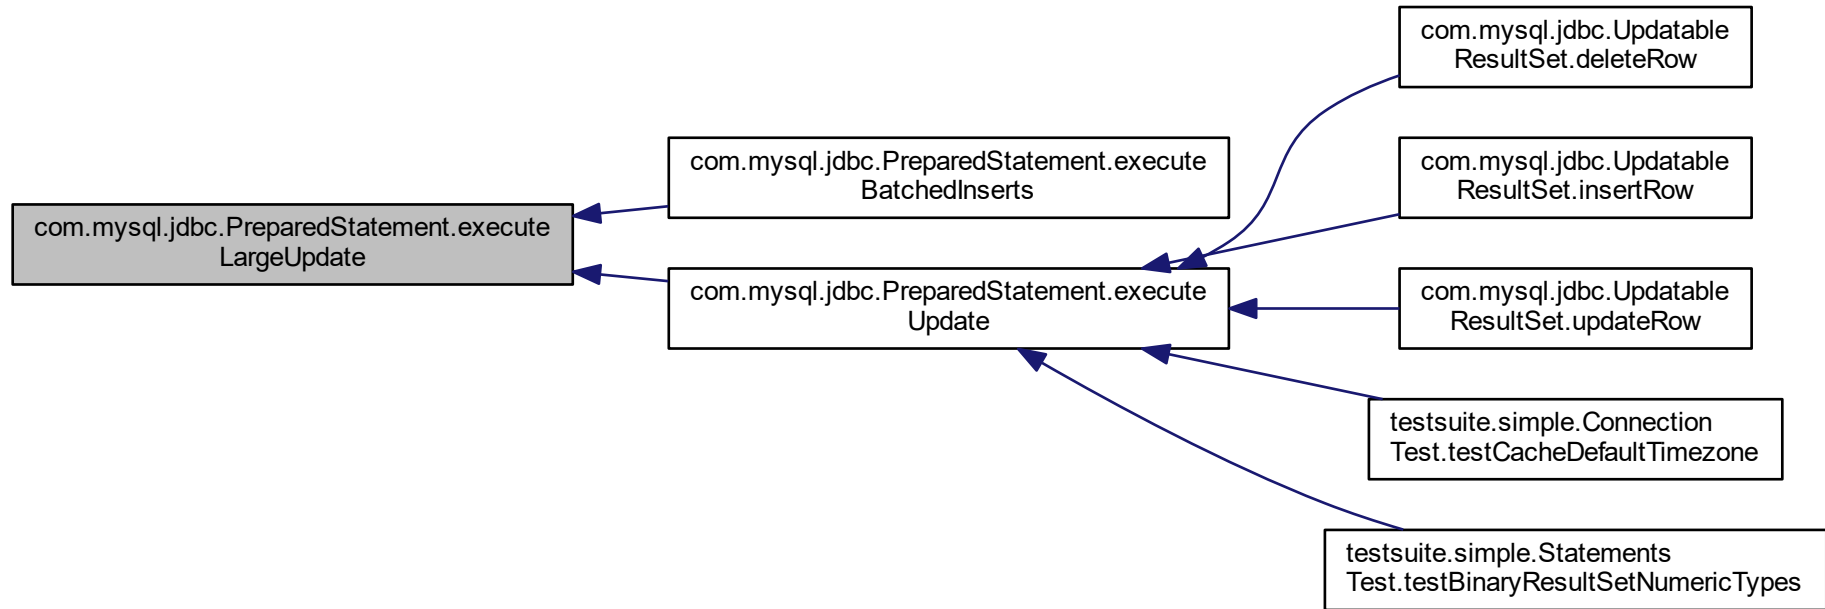 com.mysql.jdbc.PreparedStatement.execute
LargeUpdate
com.mysql.jdbc.PreparedStatement.execute
BatchedInserts
com.mysql.jdbc.PreparedStatement.execute
Update
com.mysql.jdbc.Updatable
ResultSet.deleteRow
com.mysql.jdbc.Updatable
ResultSet.insertRow
com.mysql.jdbc.Updatable
ResultSet.updateRow
testsuite.simple.Connection
Test.testCacheDefaultTimezone
testsuite.simple.Statements
Test.testBinaryResultSetNumericTypes